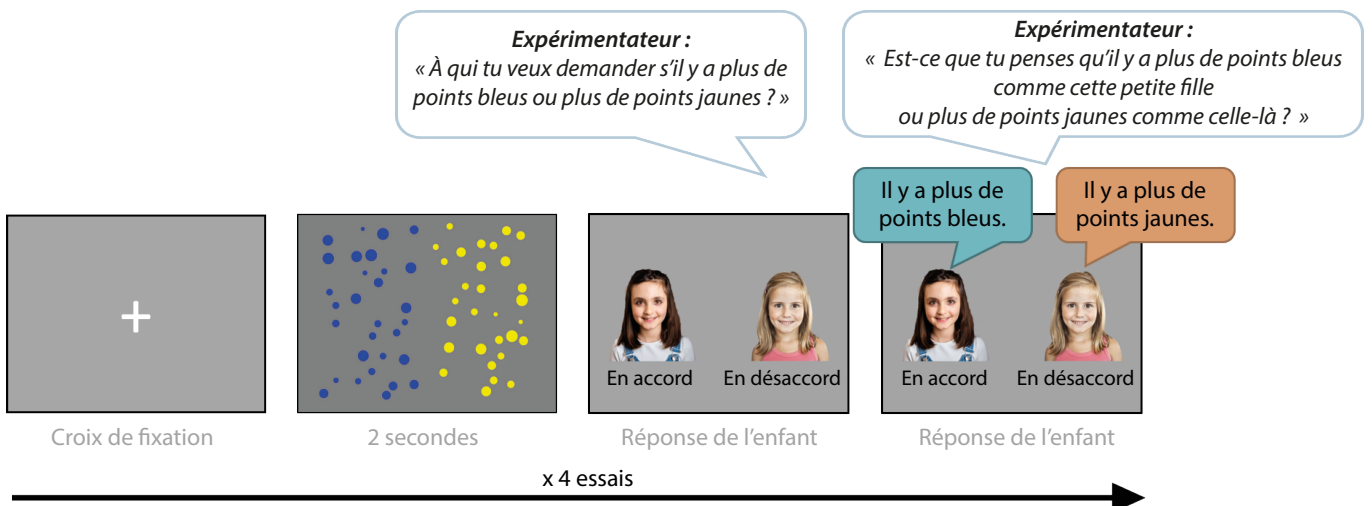 Expérimentateur :
« À qui tu veux demander s’il y a plus de
points bleus ou plus de points jaunes ? »
Expérimentateur :
« Est-ce que tu penses qu’il y a plus de points bleus
comme cette petite fille
ou plus de points jaunes comme celle-là ? »
Il y a plus de
points bleus.
Il y a plus de
points jaunes.
En accord
En désaccord
En accord
En désaccord
Croix de fixation
2 secondes
Réponse de l’enfant
Réponse de l’enfant
x 4 essais